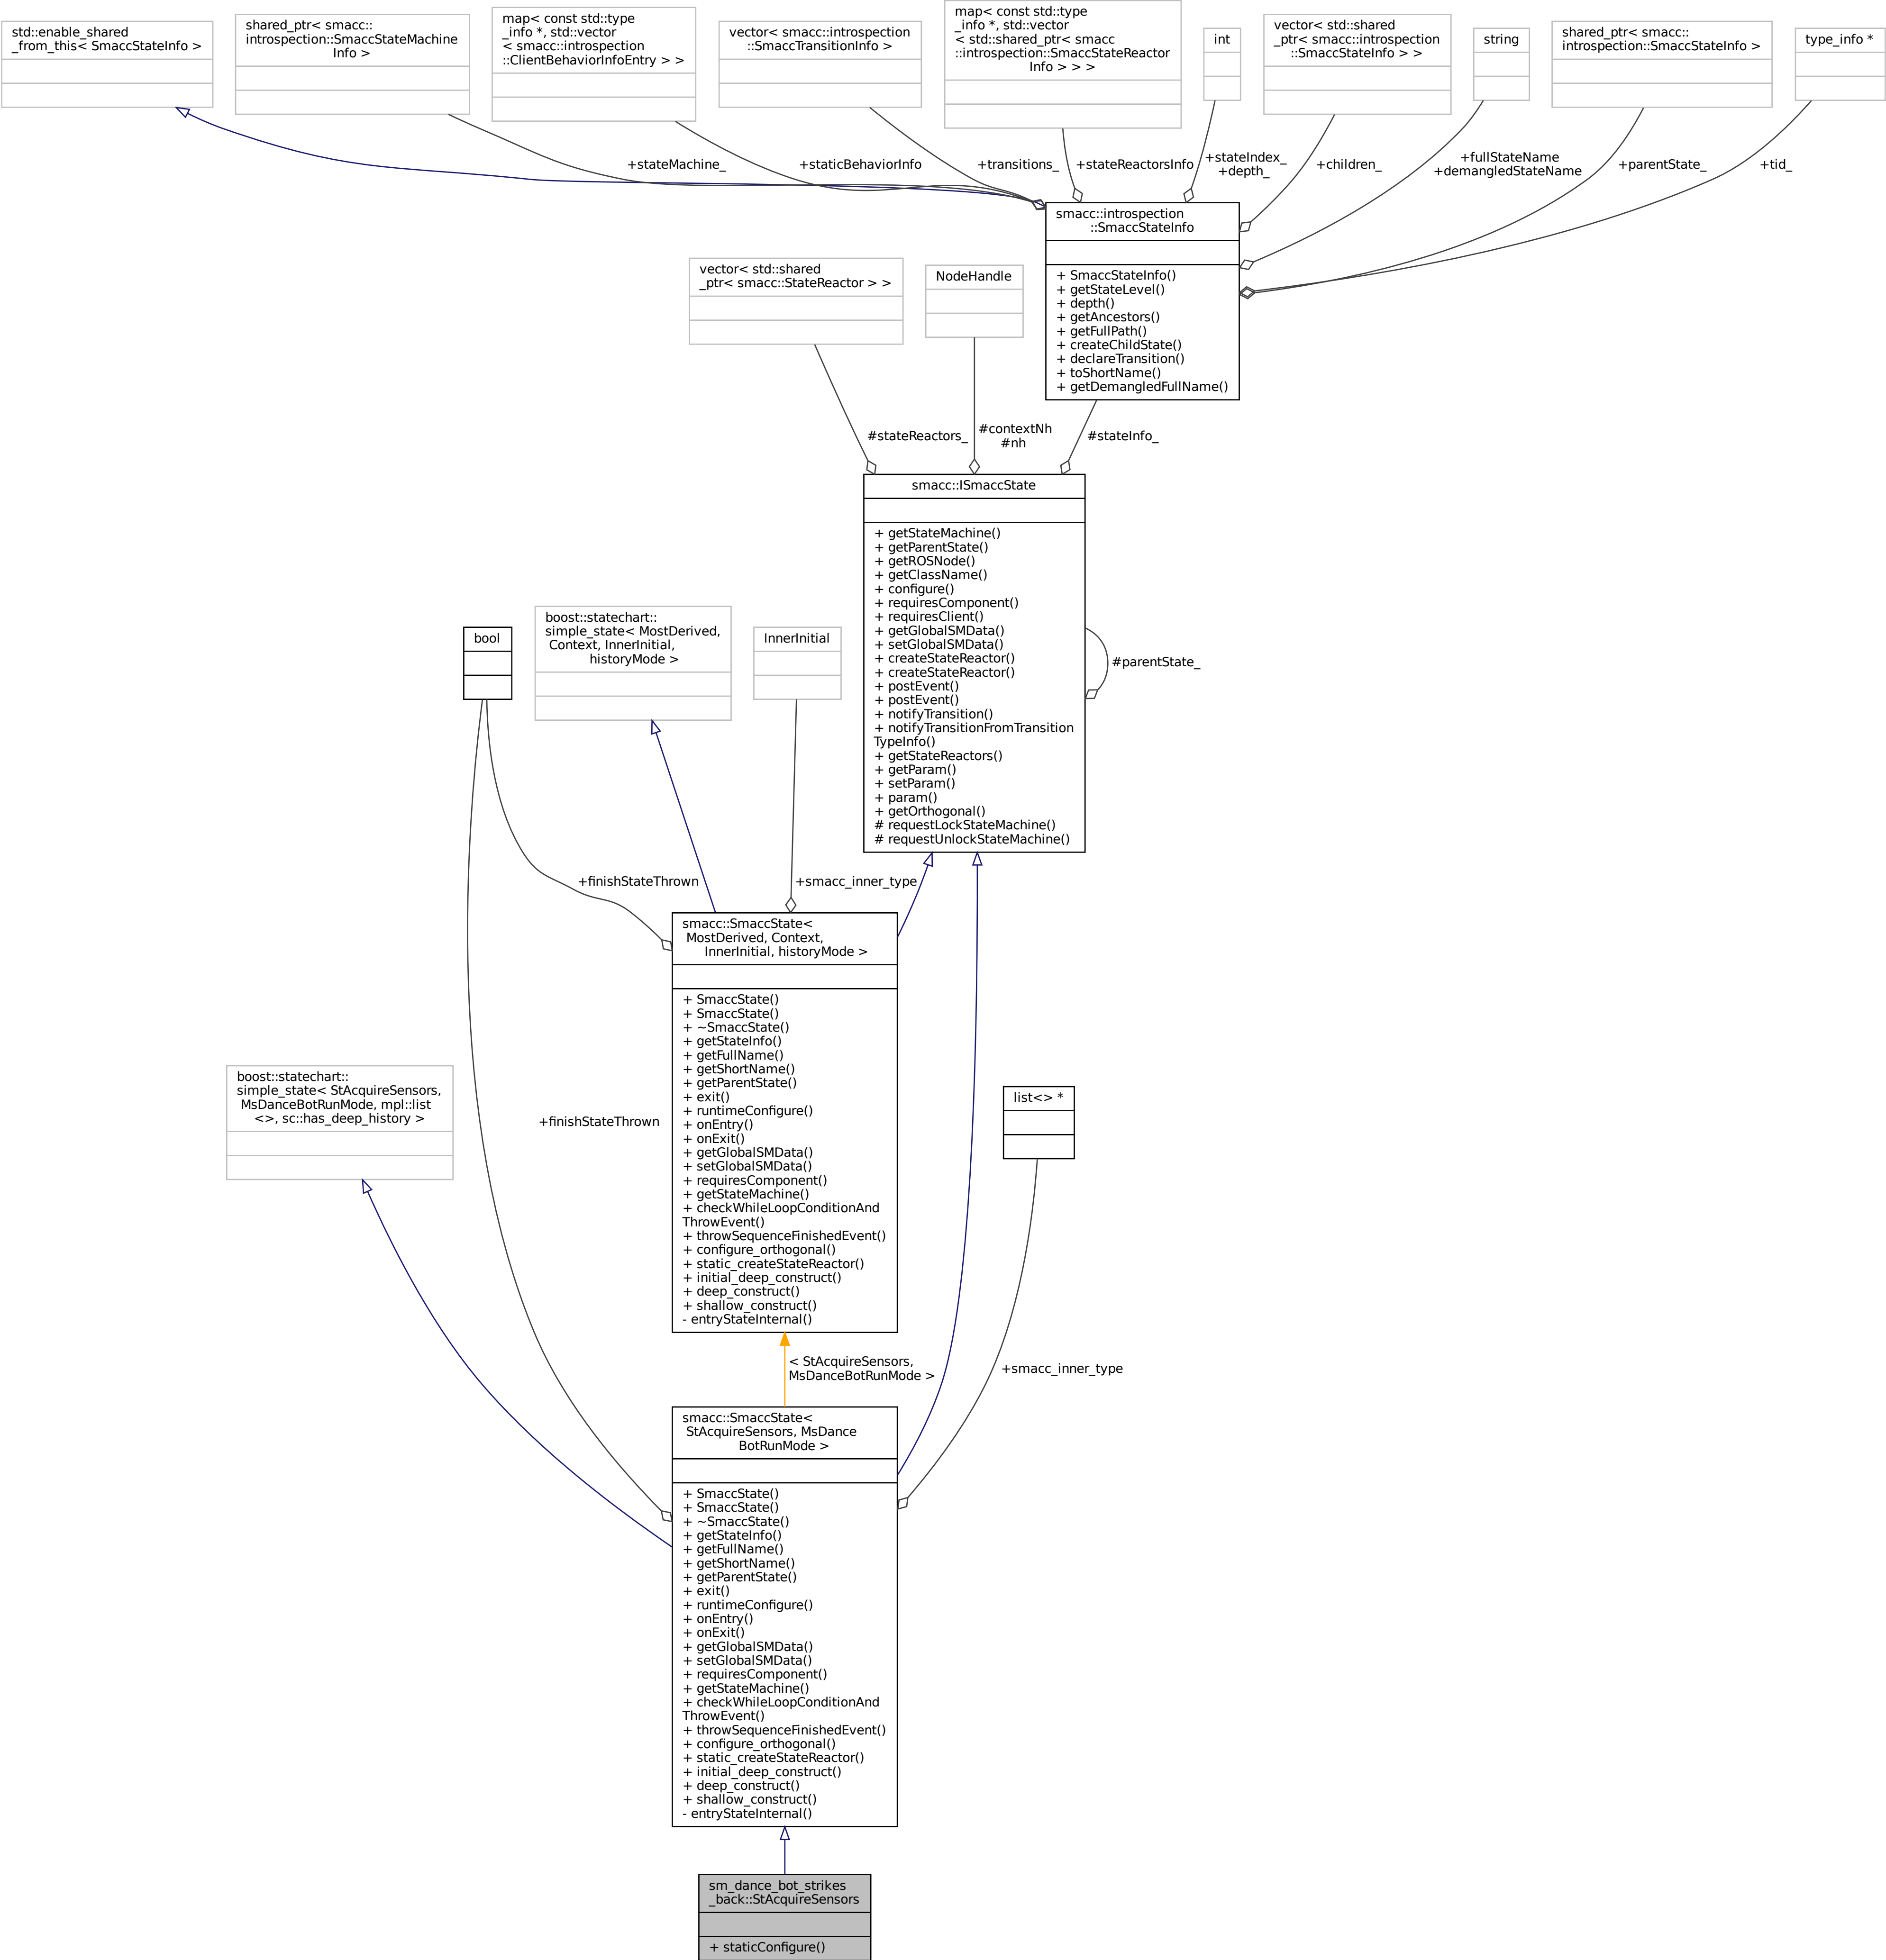 std::enable_shared
_from_this< SmaccStateInfo >
shared_ptr< smacc::
introspection::SmaccStateMachine
Info >
map< const std::type
_info *, std::vector
< smacc::introspection
::ClientBehaviorInfoEntry > >
vector< smacc::introspection
::SmaccTransitionInfo >
map< const std::type
_info *, std::vector
< std::shared_ptr< smacc
::introspection::SmaccStateReactor
Info > > >
int
vector< std::shared
_ptr< smacc::introspection
::SmaccStateInfo > >
string
shared_ptr< smacc::
introspection::SmaccStateInfo >
type_info *
+stateMachine_
+staticBehaviorInfo
+transitions_
+stateReactorsInfo
+stateIndex_
+depth_
+children_
+fullStateName
+demangledStateName
+parentState_
+tid_
smacc::introspection
::SmaccStateInfo
+ SmaccStateInfo()
+ getStateLevel()
+ depth()
+ getAncestors()
+ getFullPath()
+ createChildState()
+ declareTransition()
+ toShortName()
+ getDemangledFullName()
vector< std::shared
_ptr< smacc::StateReactor > >
NodeHandle
#stateReactors_
#contextNh
#nh
#stateInfo_
smacc::ISmaccState
+ getStateMachine()
+ getParentState()
+ getROSNode()
+ getClassName()
+ configure()
+ requiresComponent()
+ requiresClient()
+ getGlobalSMData()
+ setGlobalSMData()
+ createStateReactor()
+ createStateReactor()
+ postEvent()
+ postEvent()
+ notifyTransition()
+ notifyTransitionFromTransition
TypeInfo()
+ getStateReactors()
+ getParam()
+ setParam()
+ param()
+ getOrthogonal()
# requestLockStateMachine()
# requestUnlockStateMachine()
#parentState_
bool
boost::statechart::
simple_state< MostDerived,
Context, InnerInitial,
historyMode >
InnerInitial
+finishStateThrown
+smacc_inner_type
smacc::SmaccState<
MostDerived, Context,
InnerInitial, historyMode >
+ SmaccState()
+ SmaccState()
+ ~SmaccState()
+ getStateInfo()
+ getFullName()
+ getShortName()
+ getParentState()
+ exit()
+ runtimeConfigure()
+ onEntry()
+ onExit()
+ getGlobalSMData()
+ setGlobalSMData()
+ requiresComponent()
+ getStateMachine()
+ checkWhileLoopConditionAnd
ThrowEvent()
+ throwSequenceFinishedEvent()
+ configure_orthogonal()
+ static_createStateReactor()
+ initial_deep_construct()
+ deep_construct()
+ shallow_construct()
- entryStateInternal()
boost::statechart::
simple_state< StAcquireSensors,
MsDanceBotRunMode, mpl::list
<>, sc::has_deep_history >
+finishStateThrown
list<> *
< StAcquireSensors,
MsDanceBotRunMode >
+smacc_inner_type
smacc::SmaccState<
StAcquireSensors, MsDance
BotRunMode >
+ SmaccState()
+ SmaccState()
+ ~SmaccState()
+ getStateInfo()
+ getFullName()
+ getShortName()
+ getParentState()
+ exit()
+ runtimeConfigure()
+ onEntry()
+ onExit()
+ getGlobalSMData()
+ setGlobalSMData()
+ requiresComponent()
+ getStateMachine()
+ checkWhileLoopConditionAnd
ThrowEvent()
+ throwSequenceFinishedEvent()
+ configure_orthogonal()
+ static_createStateReactor()
+ initial_deep_construct()
+ deep_construct()
+ shallow_construct()
- entryStateInternal()
sm_dance_bot_strikes
_back::StAcquireSensors
+ staticConfigure()